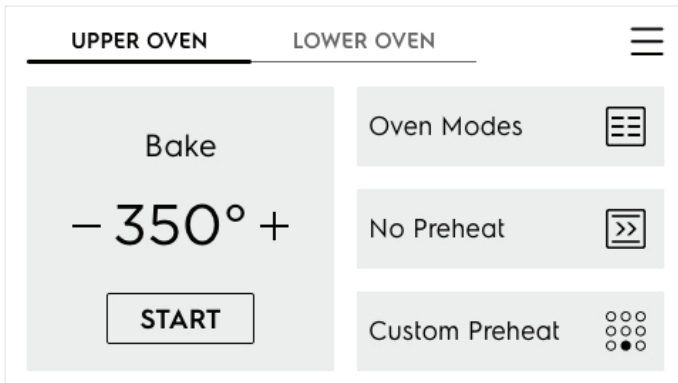 UPPER OVEN
LOWER OVEN
Bake
− 350° +
START
Oven Modes
No Preheat
Custom Preheat